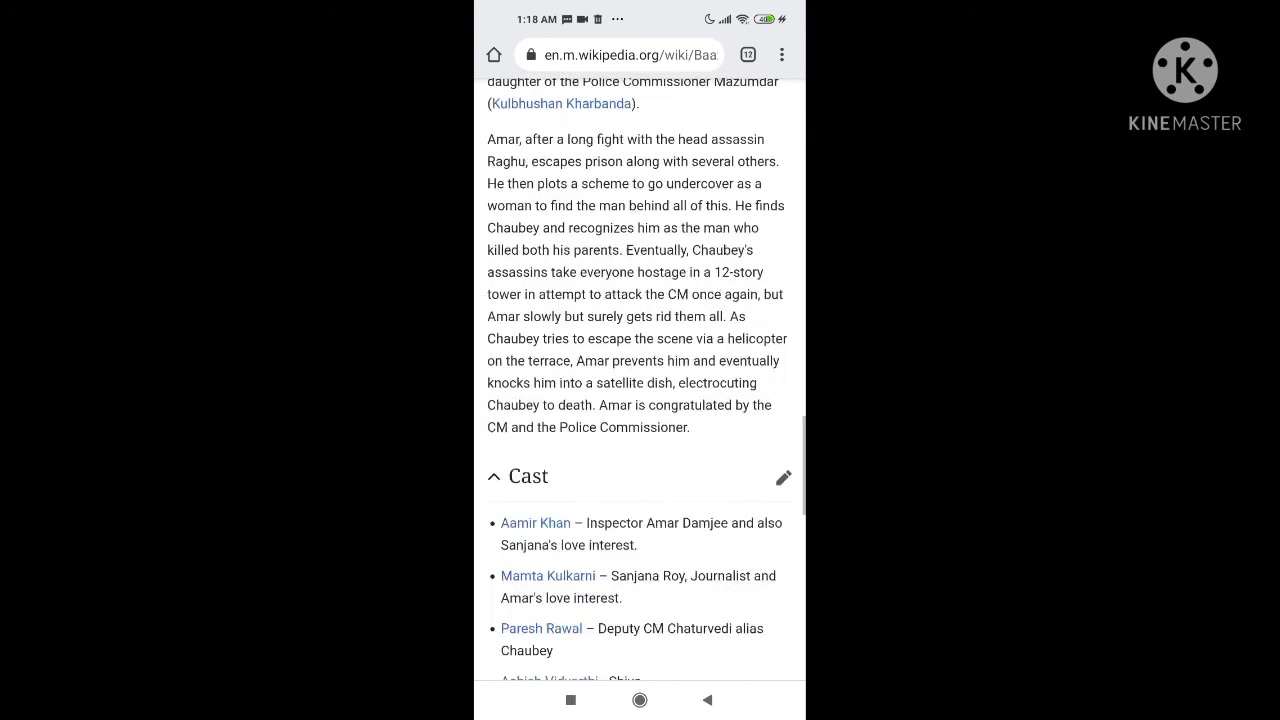 1:18 AM
40
en.m.wikipedia.org/wiki/Baa
12
KINEMASTER
daughter of the Police Commissioner Mazumdar
(Kulbhushan Kharbanda).
Amar, after a long fight with the head assassin
Raghu, escapes prison along with several others.
He then plots a scheme to go undercover as a
woman to find the man behind all of this. He finds
Chaubey and recognizes him as the man who
killed both his parents. Eventually, Chaubey's
assassins take everyone hostage in a 12-story
tower in attempt to attack the CM once again, but
Amar slowly but surely gets rid them all. As
Chaubey tries to escape the scene via a helicopter
on the terrace, Amar prevents him and eventually
knocks him into a satellite dish, electrocuting
Chaubey to death. Amar is congratulated by the
CM and the Police Commissioner.
Cast
• Aamir Khan – Inspector Amar Damjee and also
Sanjana's love interest.
• Mamta Kulkarni – Sanjana Roy, Journalist and
Amar's love interest.
• Paresh Rawal – Deputy CM Chaturvedi alias
Chaubey